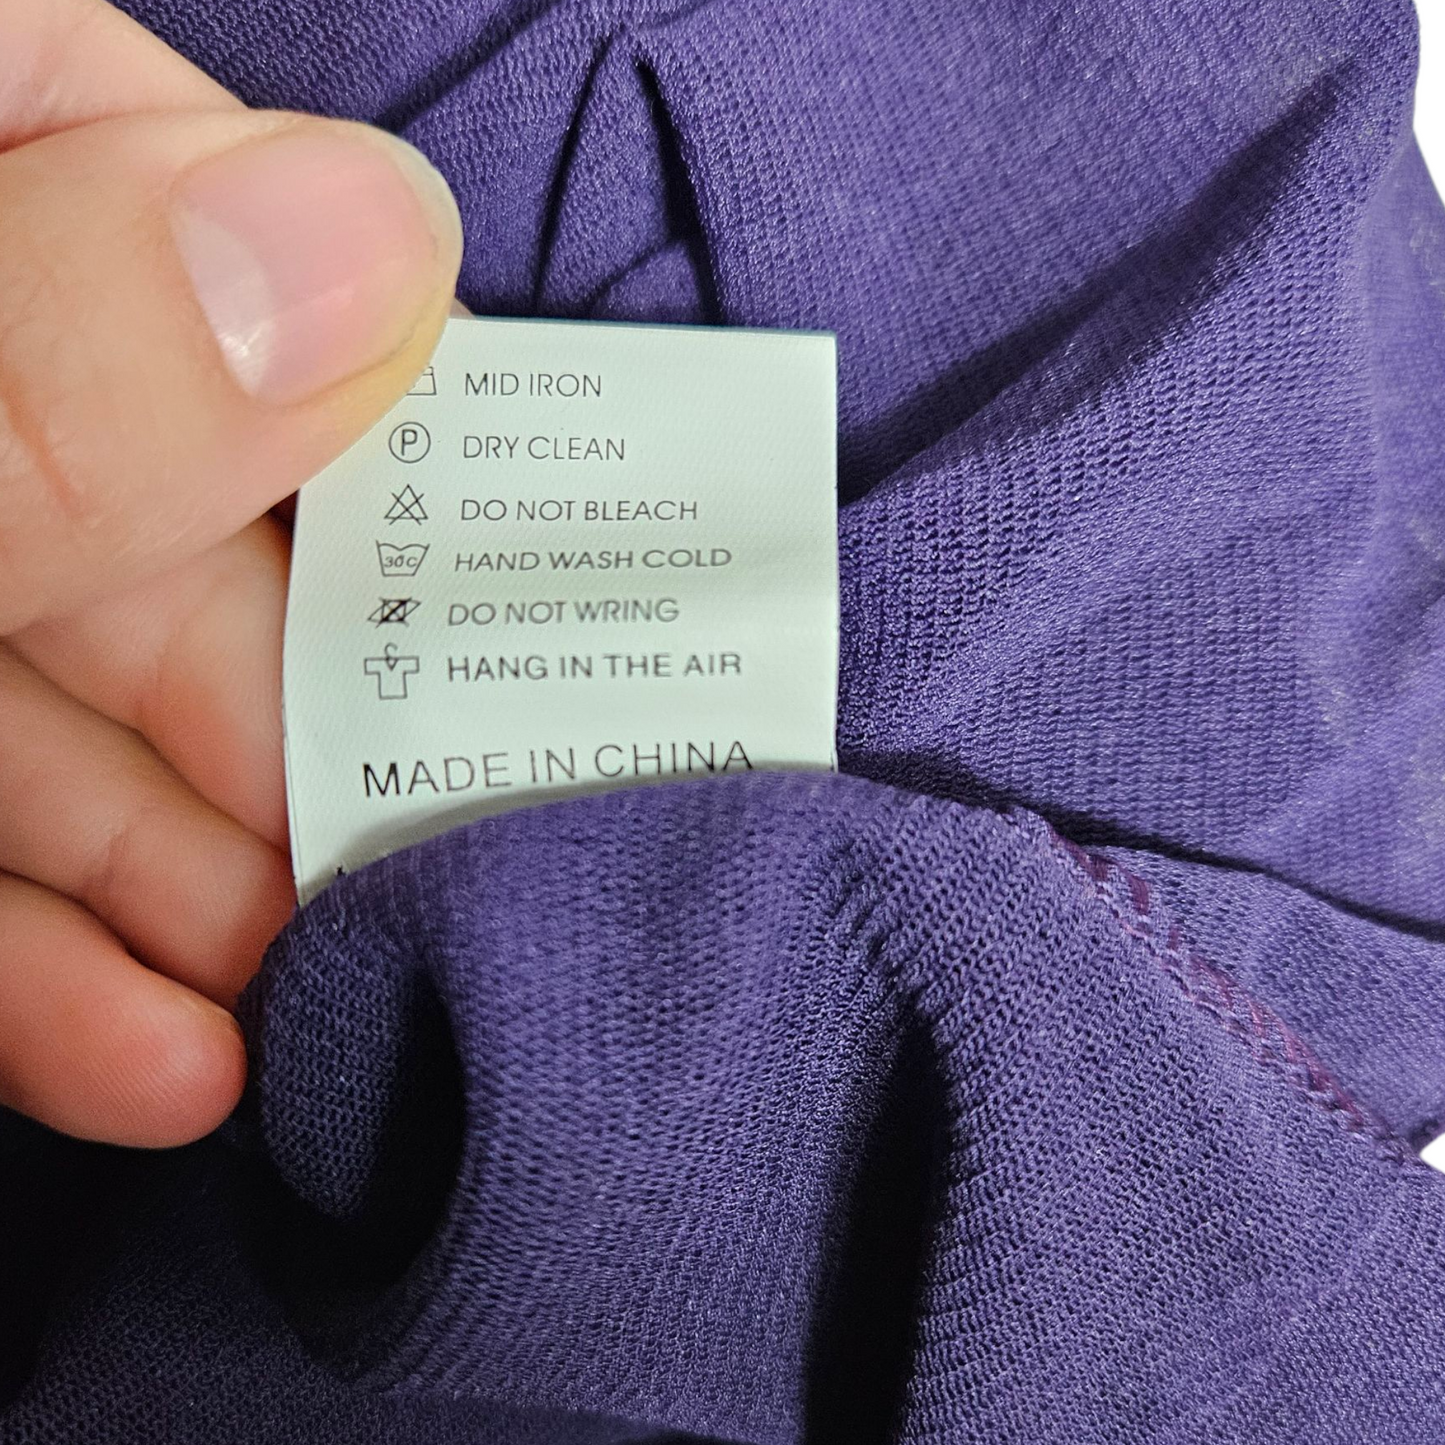 MID IRON
P DRY CLEAN
DO NOT BLEACH
30C HAND WASH COLD
DO NOT WRING
HANG IN THE AIR
MADE IN CHINA